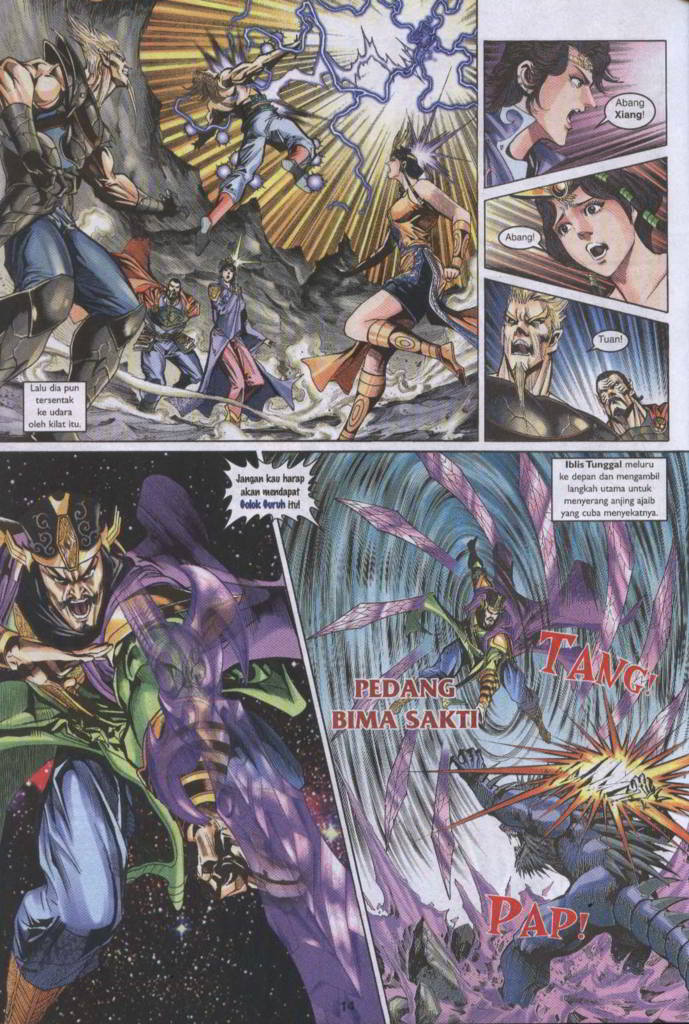 Lalu dia pun
tersentak
ke udara
oleh kilat itu.
Abang
Xiang!
Abang!
Tuan!
Jangan kau harap
akan mendapat
Golok Guruh itu!
Iblis Tunggal meluru
ke depan dan mengambil
langkah utama untuk
menyerang anjing ajaib
yang cuba menyekatnya.
PEDANG
BIMA SAKTI
TANG!
PAP!
14